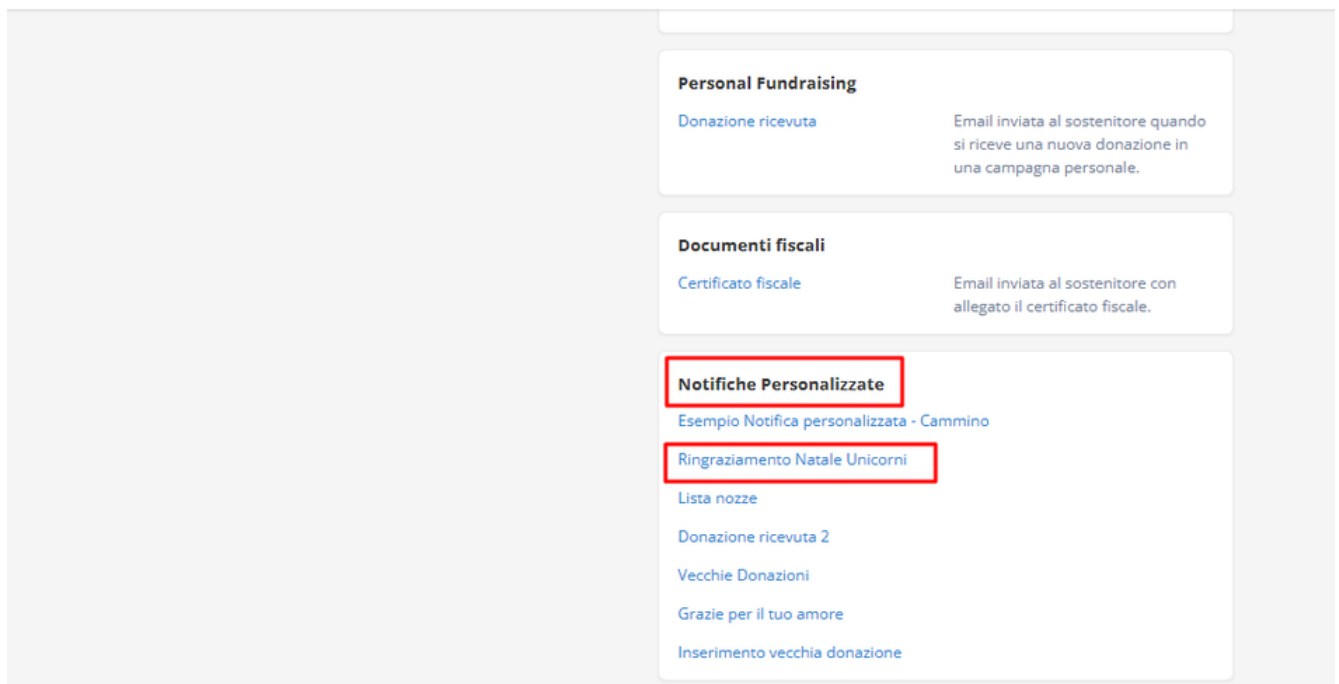 Personal Fundraising
Donazione ricevuta
Email inviata al sostenitore quando
si riceve una nuova donazione in
una campagna personale.
Documenti fiscali
Certificato fiscale
Email inviata al sostenitore con
allegato il certificato fiscale.
Notifiche Personalizzate
Esempio Notifica personalizzata - Cammino
Ringraziamento Natale Unicorni
Lista nozze
Donazione ricevuta 2
Vecchie Donazioni
Grazie per il tuo amore
Inserimento vecchia donazione